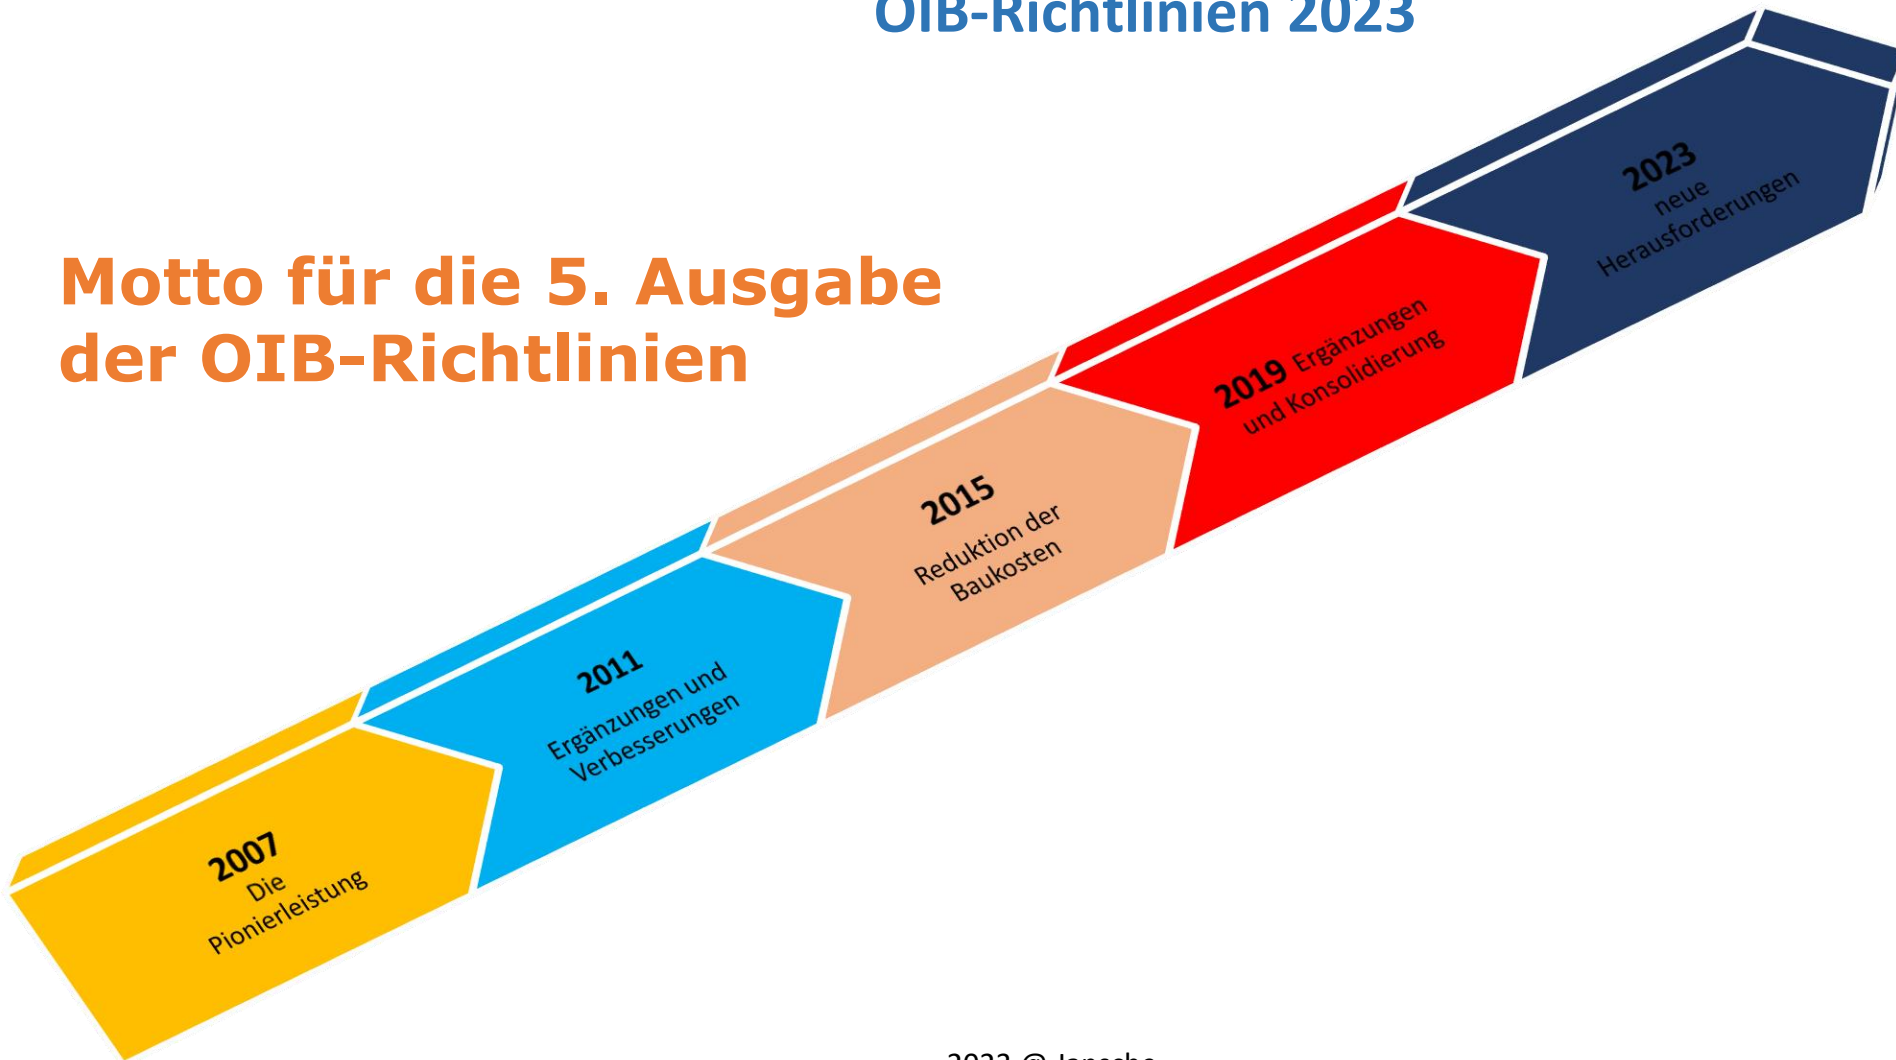 OIB-Richtlinien 2023
Motto für die 5. Ausgabe
der OIB-Richtlinien
2007
Die
Pionierleistung
2011
Ergänzungen und
Verbesserungen
2015
Reduktion der
Baukosten
2019 Ergänzungen
und Konsolidierung
2023
neue
Herausforderungen